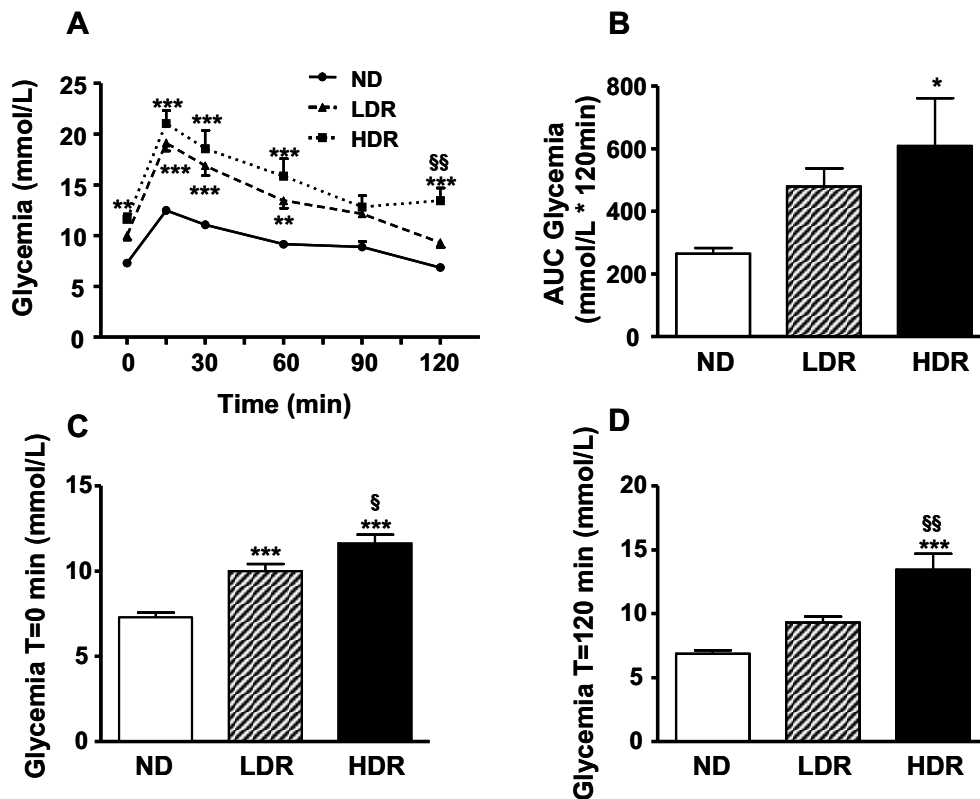 A
Glycemia (mmol/L)
25
20
15
10
5
0
ND
LDR
HDR
**
***
***
***
***
***
**
§§
***
0 30 60 90 120
Time (min)
B
AUC Glycemia
(mmol/L * 120min)
800
600
400
200
0
*
ND LDR HDR
C
Glycemia T=0 min (mmol/L)
15
10
5
0
***
§
***
ND LDR HDR
D
Glycemia T=120 min (mmol/L)
20
15
10
5
0
§§
***
ND LDR HDR